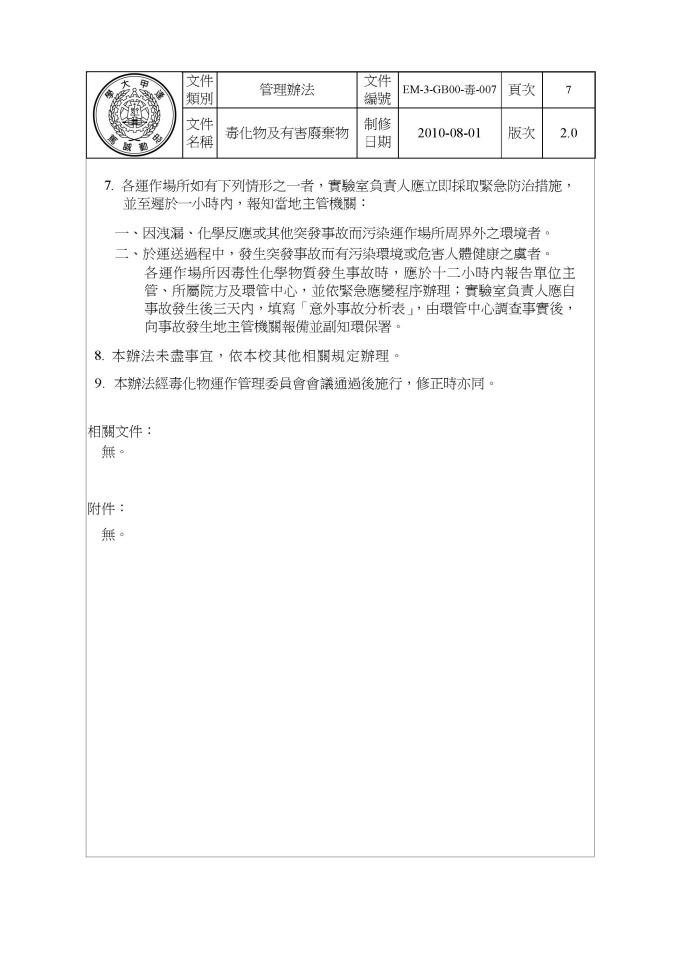 逢甲大學
忠勤誠篤
文件類別 管理辦法 文件編號 EM-3-GB00-毒-007 頁次 7
文件名稱 毒化物及有害廢棄物 制修日期 2010-08-01 版次 2.0
7. 各運作場所如有下列情形之一者，實驗室負責人應立即採取緊急防治措施，
並至遲於一小時內，報知當地主管機關：
一、因洩漏、化學反應或其他突發事故而污染運作場所周界外之環境者。
二、於運送過程中，發生突發事故而有污染環境或危害人體健康之虞者。
各運作場所因毒性化學物質發生事故時，應於十二小時內報告單位主
管、所屬院方及環管中心，並依緊急應變程序辦理；實驗室負責人應自
事故發生後三天內，填寫「意外事故分析表」，由環管中心調查事實後，
向事故發生地主管機關報備並副知環保署。
8. 本辦法未盡事宜，依本校其他相關規定辦理。
9. 本辦法經毒化物運作管理委員會會議通過後施行，修正時亦同。
相關文件：
無。
附件：
無。